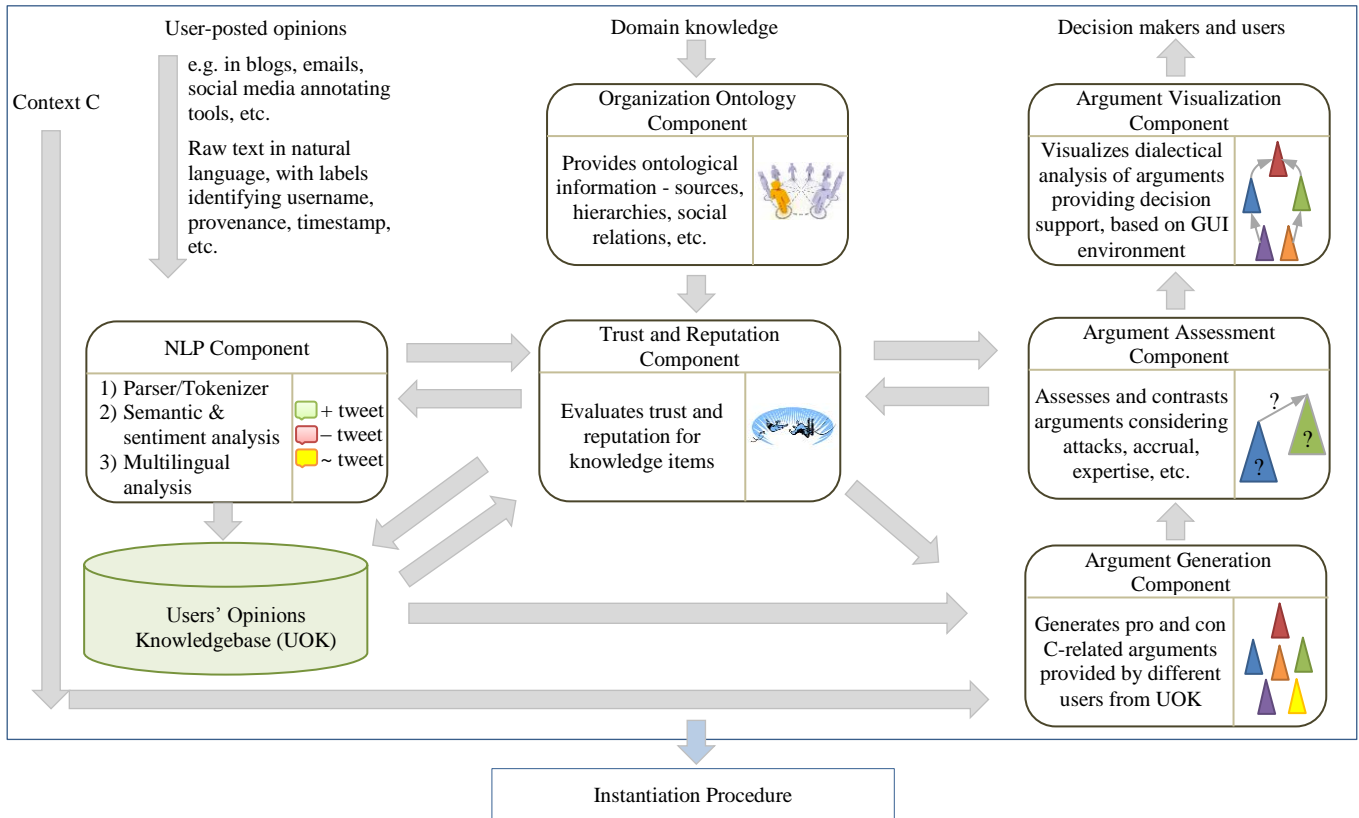 User-posted opinions
e.g. in blogs, emails,
social media annotating
tools, etc.
Raw text in natural
language, with labels
identifying username,
provenance, timestamp,
etc.
Context C
Domain knowledge
Organization Ontology
Component
Provides ontological
information - sources,
hierarchies, social
relations, etc.
Decision makers and users
Argument Visualization
Component
Visualizes dialectical
analysis of arguments
providing decision
support, based on GUI
environment
NLP Component
1) Parser/Tokenizer
2) Semantic &
sentiment analysis
3) Multilingual
analysis
+ tweet
– tweet
~ tweet
Trust and Reputation
Component
Evaluates trust and
reputation for
knowledge items
Argument Assessment
Component
Assesses and contrasts
arguments considering
attacks, accrual,
expertise, etc.
?
?
?
Users’ Opinions
Knowledgebase (UOK)
Argument Generation
Component
Generates pro and con
C-related arguments
provided by different
users from UOK
Instantiation Procedure